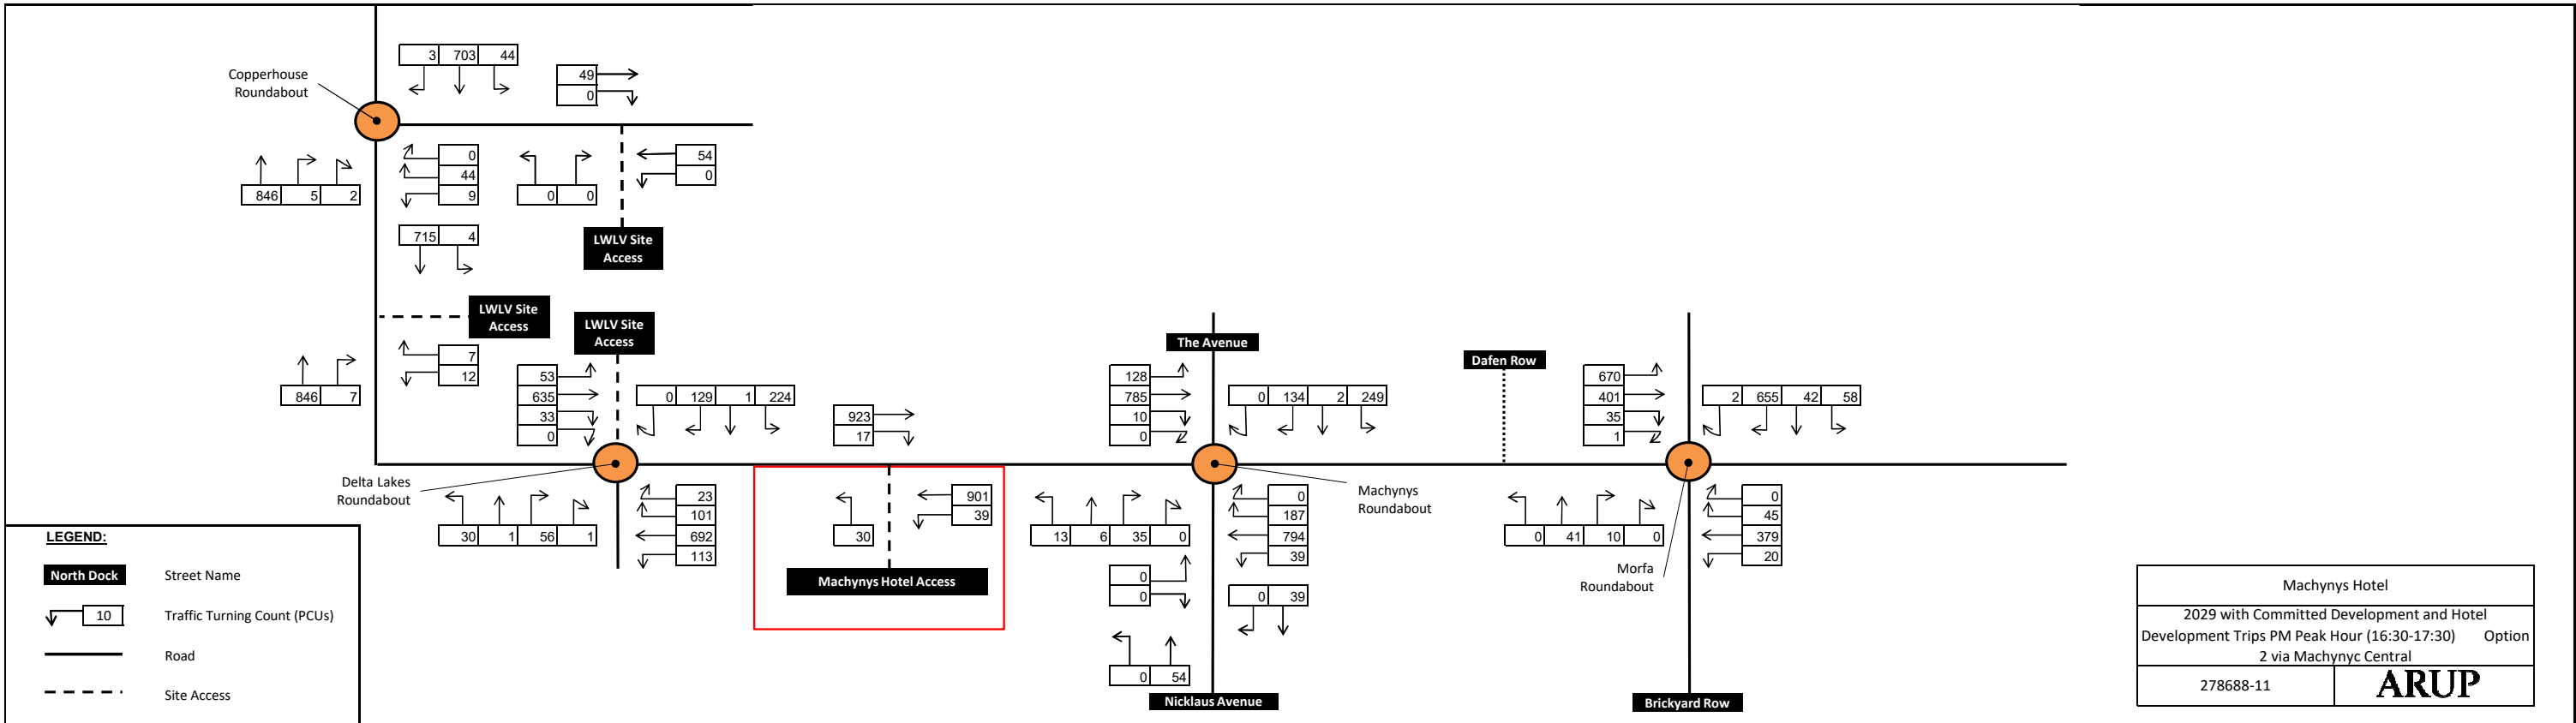 3 703 44
Copperhouse
Roundabout
49
0
0
44
9
54
0
846 5 2
0 0
715 4
LWLV Site
Access
LWLV Site
Access
LWLV Site
Access
7
12
846 7
53
635
33
0
0 129 1 224
923
17
The Avenue
128
785
10
0
0 134 2 249
Dafen Row
670
401
35
1
2 655 42 58
Delta Lakes
Roundabout
30 1 56 1
23
101
692
113
901
39
30
Machynys Hotel Access
13 6 35 0
0
187
794
39
Machynys
Roundabout
0
0
0 39
0 54
Nicklaus Avenue
0 41 10 0
0
45
379
20
Morfa
Roundabout
Brickyard Row
LEGEND:
North Dock Street Name
10 Traffic Turning Count (PCUs)
Road
Site Access
Machynys Hotel
2029 with Committed Development and Hotel
Development Trips PM Peak Hour (16:30-17:30) Option
2 via Machynyc Central
278688-11 ARUP